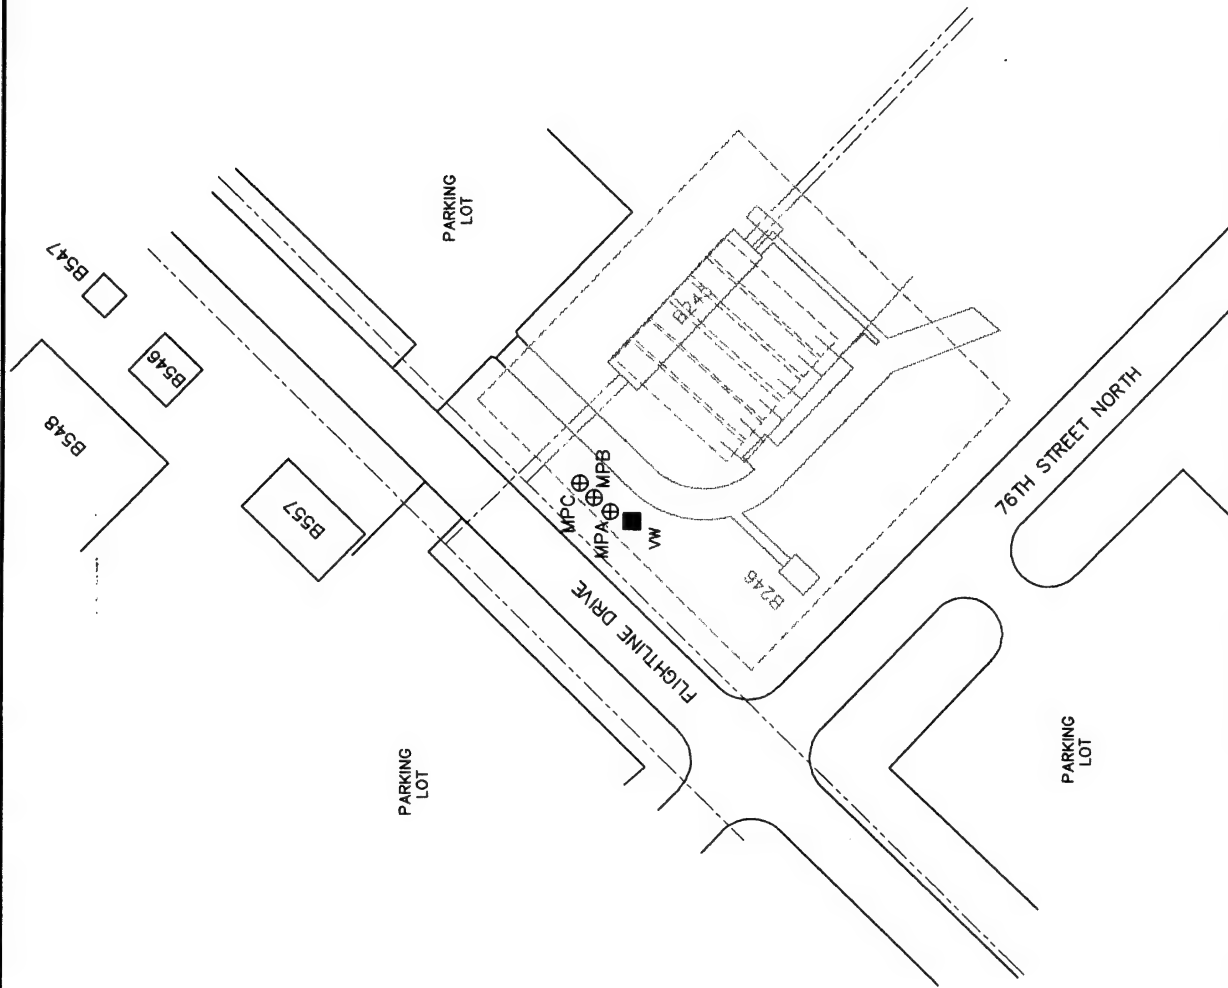 PARKING
LOT
B547
B546
B548
B557
MPC
MPB
MPA
VW
B246
FLIGHTLINE DRIVE
76TH STREET NORTH
PARKING
LOT
PARKING
LOT